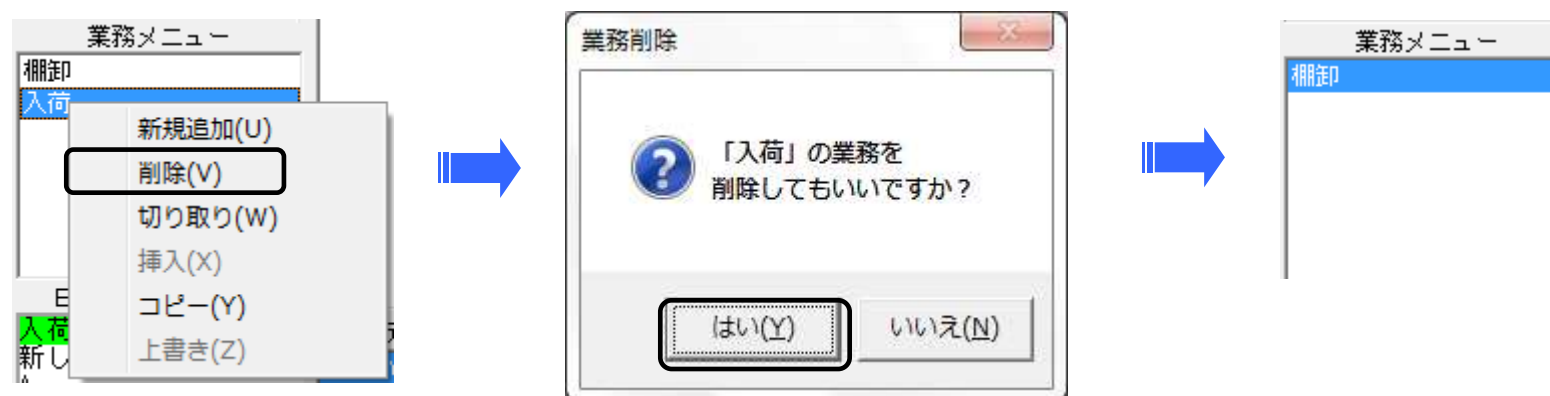 業務メニュー
棚卸
入荷
新規追加(U)
削除(V)
切り取り(W)
挿入(X)
コピー(Y)
上書き(Z)
入荷
新し
業務削除
「入荷」の業務を
削除してもいいですか？
はい(Y)
いいえ(N)
業務メニュー
棚卸